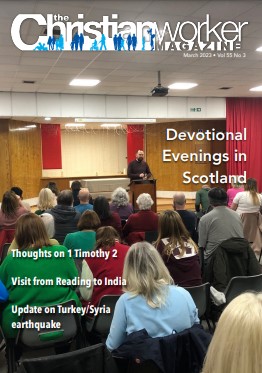 the
Christianworker
MAGAZINE
March 2023 • Vol 55 No 3
Devotional
Evenings in
Scotland
Thoughts on 1 Timothy 2
Visit from Reading to India
Update on Turkey/Syria
earthquake